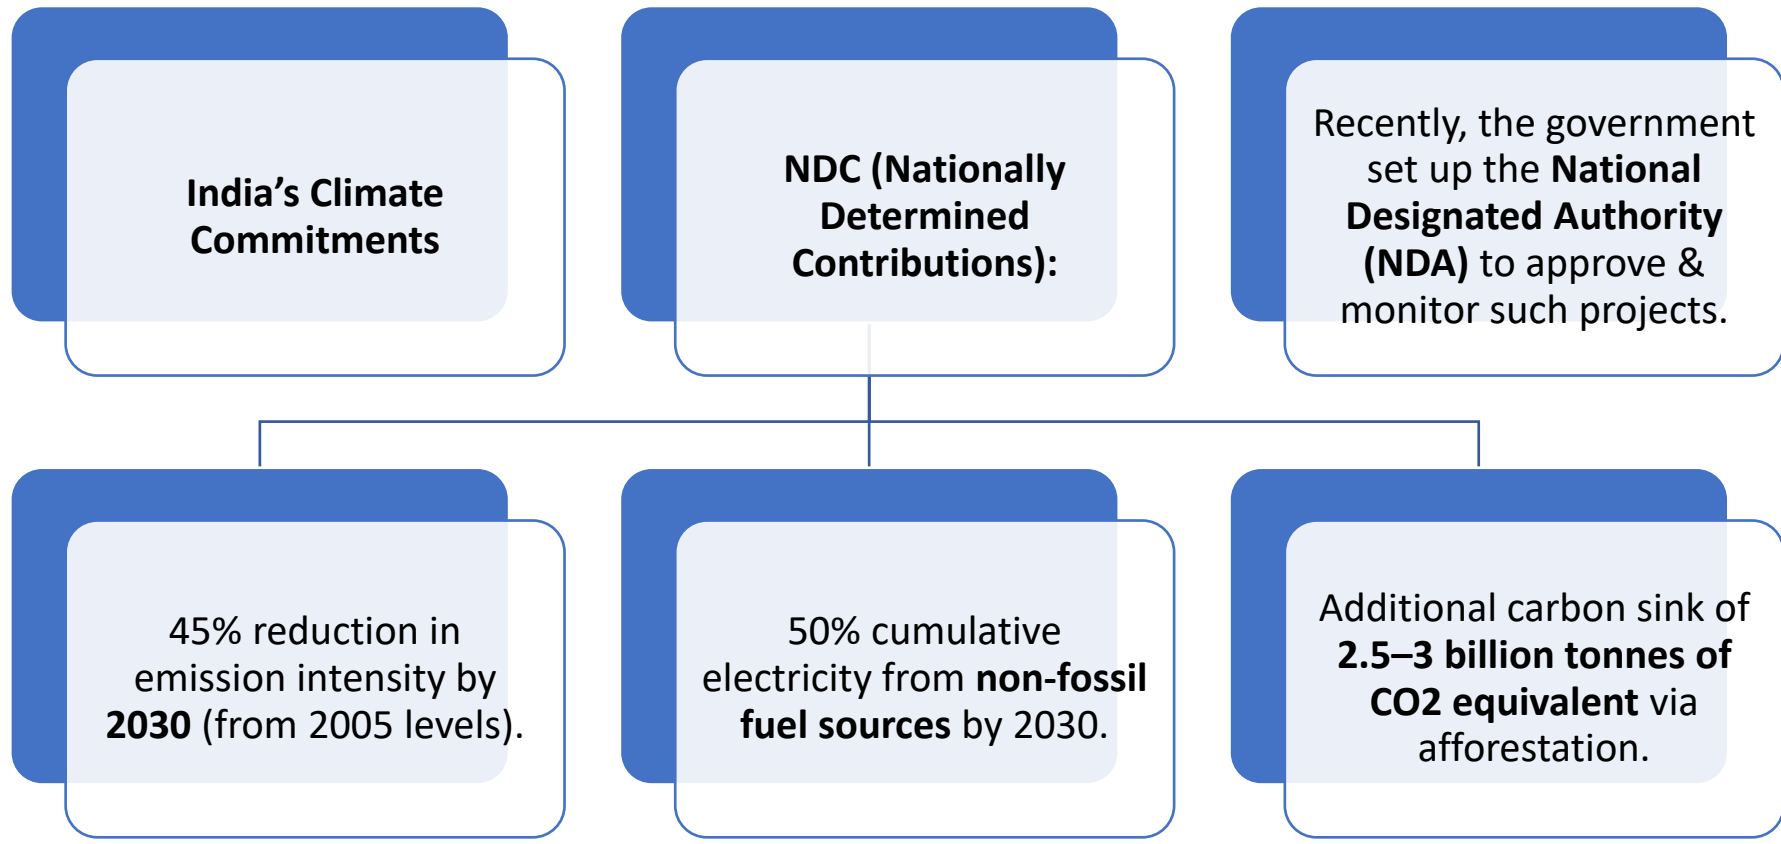 India’s Climate
Commitments
NDC (Nationally
Determined
Contributions):
Recently, the government
set up the National
Designated Authority
(NDA) to approve &
monitor such projects.
45% reduction in
emission intensity by
2030 (from 2005 levels).
50% cumulative
electricity from non-fossil
fuel sources by 2030.
Additional carbon sink of
2.5–3 billion tonnes of
CO2 equivalent via
afforestation.